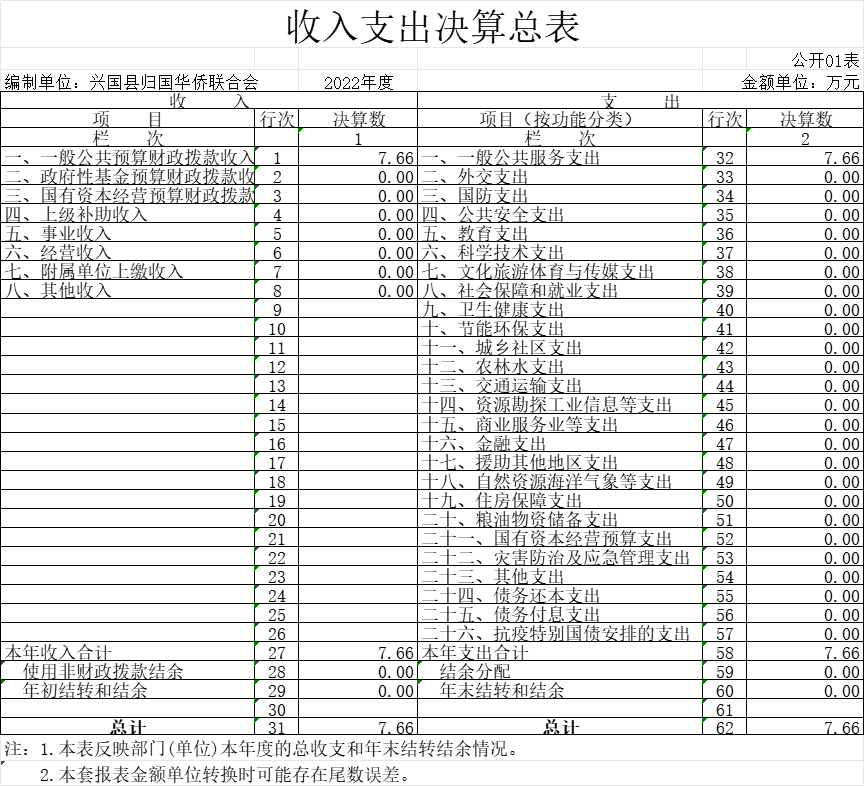 收入支出决算总表
公开01表
编制单位：兴国县归国华侨联合会 2022年度 金额单位：万元
收 入 支 出
项 目 行次 决算数 项目（按功能分类） 行次 决算数
栏 次 1 栏 次 2
一、一般公共预算财政拨款收入 1 7.66 一、一般公共服务支出 32 7.66
二、政府性基金预算财政拨款收 2 0.00 二、外交支出 33 0.00
三、国有资本经营预算财政拨款 3 0.00 三、国防支出 34 0.00
四、上级补助收入 4 0.00 四、公共安全支出 35 0.00
五、事业收入 5 0.00 五、教育支出 36 0.00
六、经营收入 6 0.00 六、科学技术支出 37 0.00
七、附属单位上缴收入 7 0.00 七、文化旅游体育与传媒支出 38 0.00
八、其他收入 8 0.00 八、社会保障和就业支出 39 0.00
9 九、卫生健康支出 40 0.00
10 十、节能环保支出 41 0.00
11 十一、城乡社区支出 42 0.00
12 十二、农林水支出 43 0.00
13 十三、交通运输支出 44 0.00
14 十四、资源勘探工业信息等支出 45 0.00
15 十五、商业服务业等支出 46 0.00
16 十六、金融支出 47 0.00
17 十七、援助其他地区支出 48 0.00
18 十八、自然资源海洋气象等支出 49 0.00
19 十九、住房保障支出 50 0.00
20 二十、粮油物资储备支出 51 0.00
21 二十一、国有资本经营预算支出 52 0.00
22 二十二、灾害防治及应急管理支出 53 0.00
23 二十三、其他支出 54 0.00
24 二十四、债务还本支出 55 0.00
25 二十五、债务付息支出 56 0.00
26 二十六、抗疫特别国债安排的支出 57 0.00
本年收入合计 27 7.66 本年支出合计 58 7.66
使用非财政拨款结余 28 0.00 结余分配 59 0.00
年初结转和结余 29 0.00 年末结转和结余 60 0.00
30 61
总计 31 7.66 总计 62 7.66
注：1.本表反映部门(单位)本年度的总收支和年末结转结余情况。
2.本套报表金额单位转换时可能存在尾数误差。